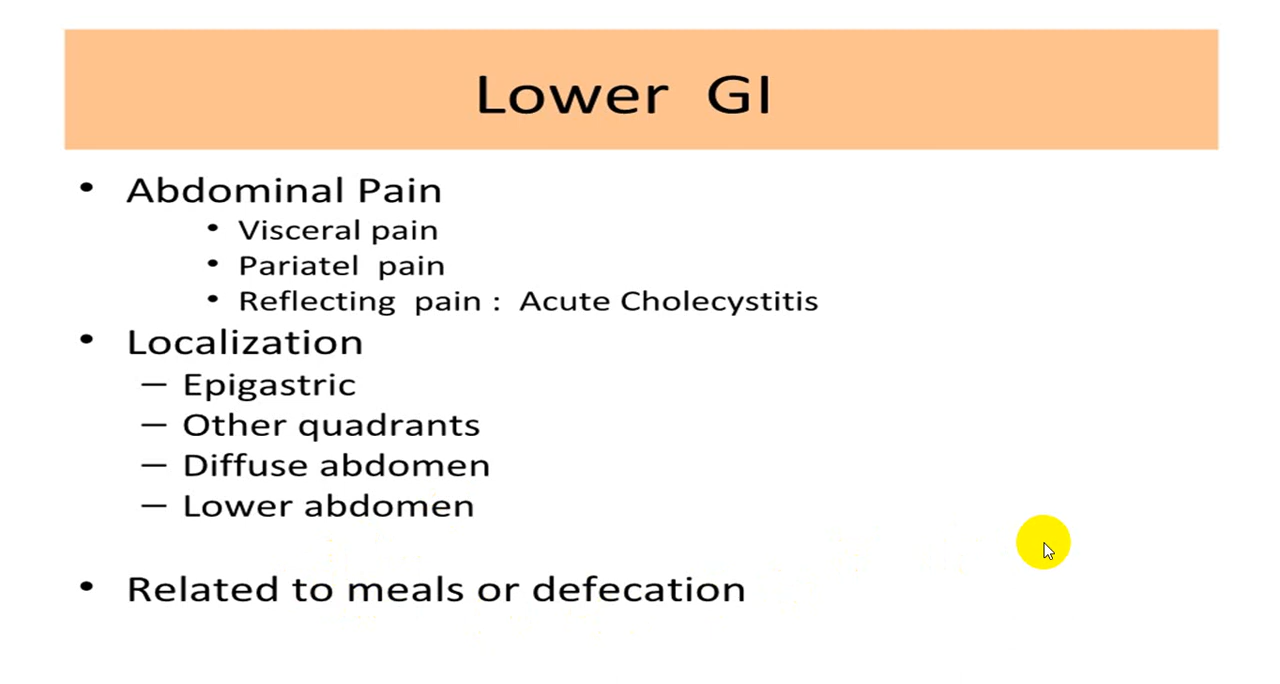 Lower GI
• Abdominal Pain
• Visceral pain
• Pariatel pain
• Reflecting pain : Acute Cholecystitis
• Localization
– Epigastric
– Other quadrants
– Diffuse abdomen
– Lower abdomen
• Related to meals or defecation